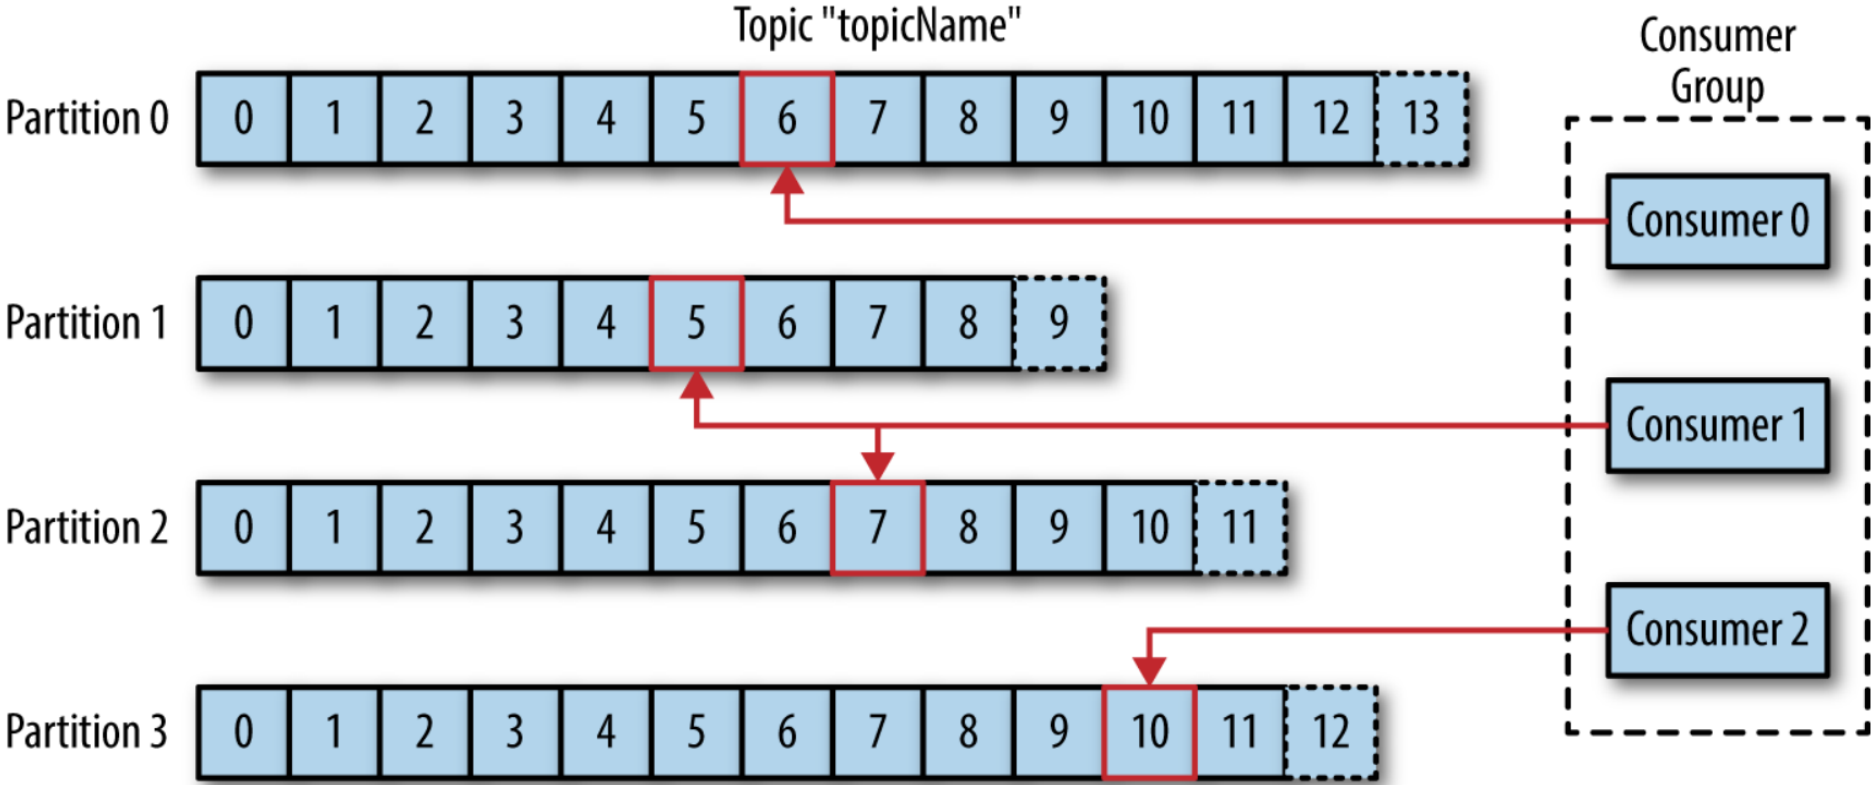 Topic "topicName"
Consumer
Group
Partition 0 0 1 2 3 4 5 6 7 8 9 10 11 12 13
Consumer 0
Partition 1 0 1 2 3 4 5 6 7 8 9
Consumer 1
Partition 2 0 1 2 3 4 5 6 7 8 9 10 11
Consumer 2
Partition 3 0 1 2 3 4 5 6 7 8 9 10 11 12